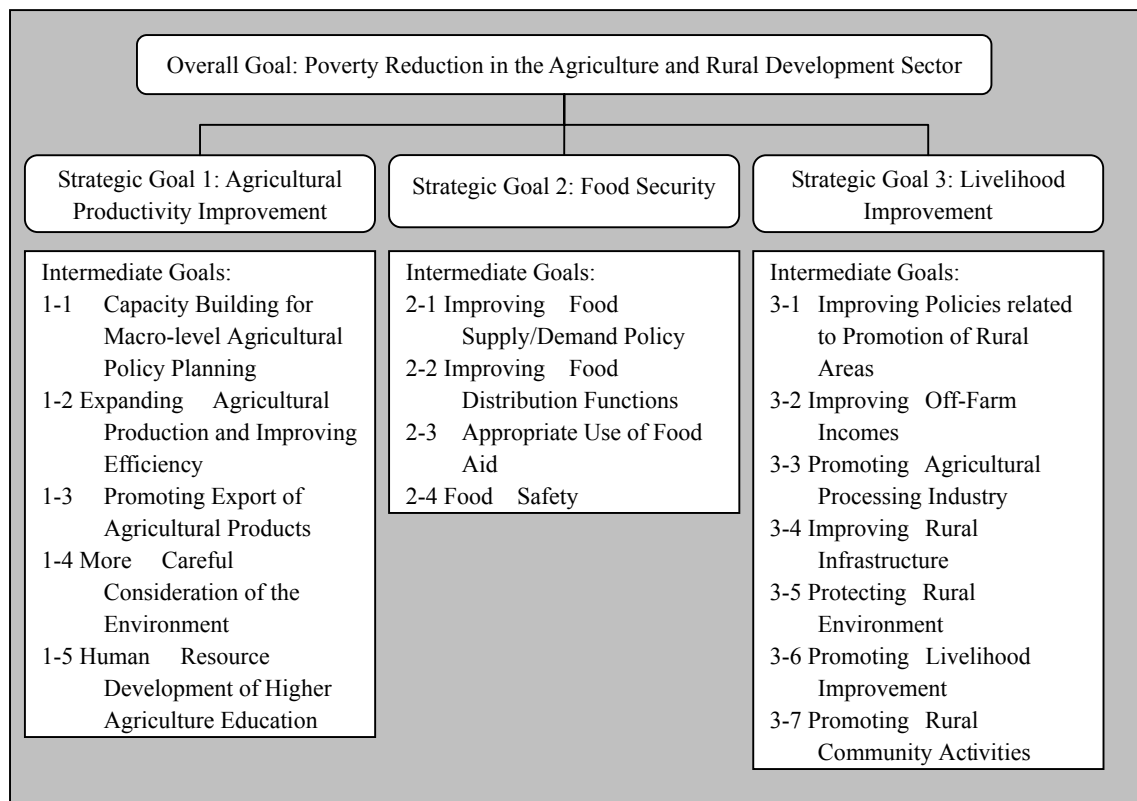 Overall Goal: Poverty Reduction in the Agriculture and Rural Development Sector
Strategic Goal 1: Agricultural
Productivity Improvement
Strategic Goal 2: Food Security
Strategic Goal 3: Livelihood
Improvement
Intermediate Goals:
1-1 Capacity Building for
Macro-level Agricultural
Policy Planning
1-2 Expanding Agricultural
Production and Improving
Efficiency
1-3 Promoting Export of
Agricultural Products
1-4 More Careful
Consideration of the
Environment
1-5 Human Resource
Development of Higher
Agriculture Education
Intermediate Goals:
2-1 Improving Food
Supply/Demand Policy
2-2 Improving Food
Distribution Functions
2-3 Appropriate Use of Food
Aid
2-4 Food Safety
Intermediate Goals:
3-1 Improving Policies related
to Promotion of Rural
Areas
3-2 Improving Off-Farm
Incomes
3-3 Promoting Agricultural
Processing Industry
3-4 Improving Rural
Infrastructure
3-5 Protecting Rural
Environment
3-6 Promoting Livelihood
Improvement
3-7 Promoting Rural
Community Activities